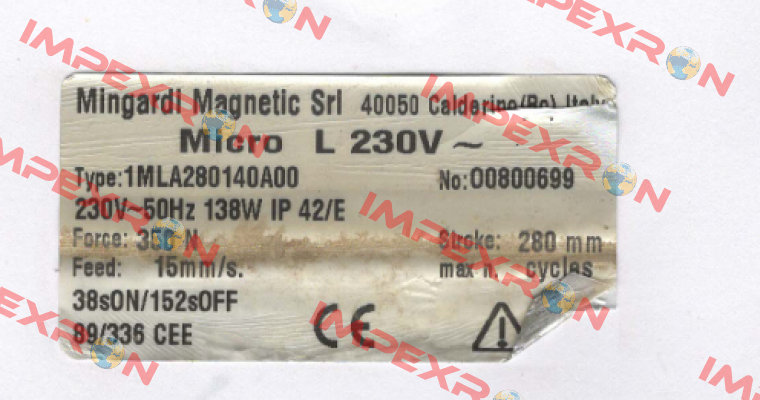 Mingardi Magnetic Srl 40050 Calderino(Bo) Italy
Micro L 230V ~
Type:1MLA280140A00 No:00800699
230V~50Hz 138W IP 42/E
Force: 350 N Stroke: 280 mm
Feed: 15mm/s. max n. cycles
38sON/152sOFF
89/336 CEE CE
IMPEXRON